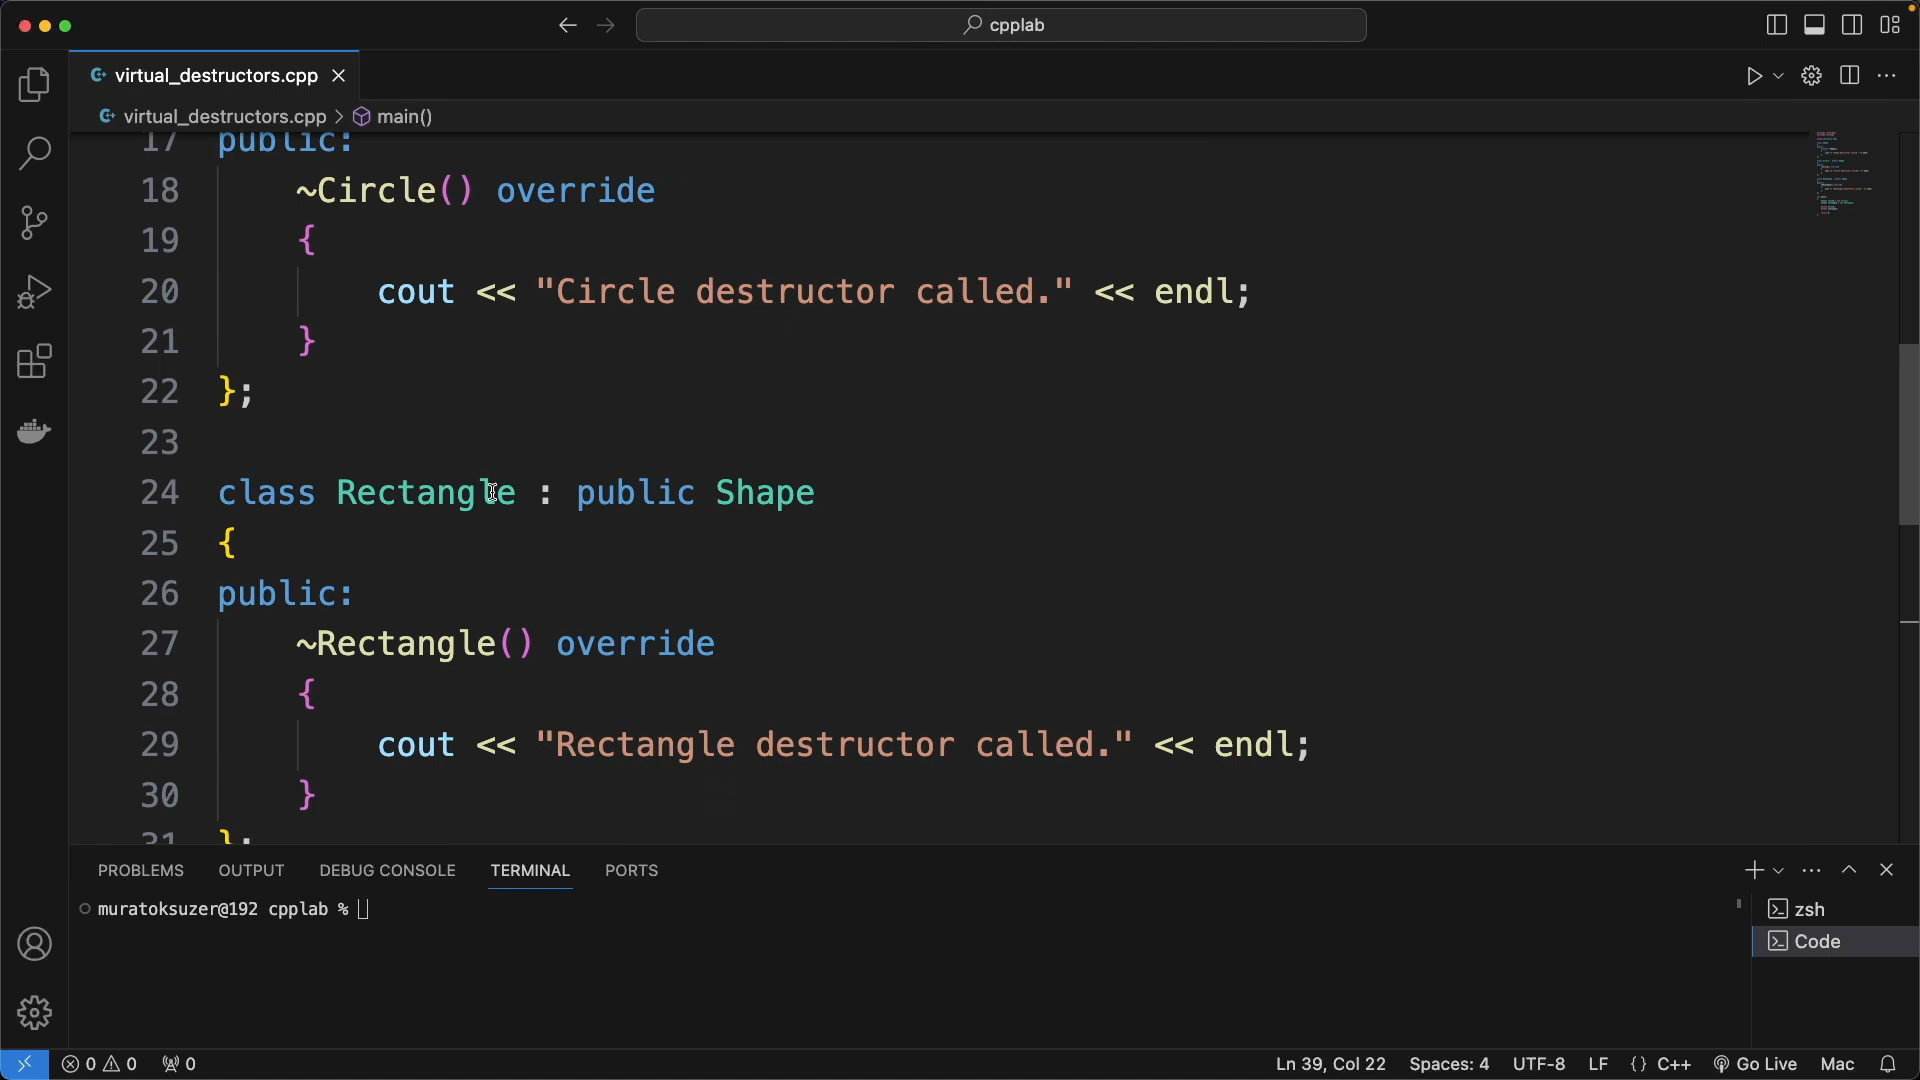 cpplab
virtual_destructors.cpp
virtual_destructors.cpp > main()
17 public:
18 ~Circle() override
19 {
20 cout << "Circle destructor called." << endl;
21 }
22 };
23
24 class Rectangle : public Shape
25 {
26 public:
27 ~Rectangle() override
28 {
29 cout << "Rectangle destructor called." << endl;
30 }
31 };
PROBLEMS OUTPUT DEBUG CONSOLE TERMINAL PORTS
muratoksuzer@192 cpplab %
zsh
Code
0 0 0 Ln 39, Col 22 Spaces: 4 UTF-8 LF {} C++ Go Live Mac